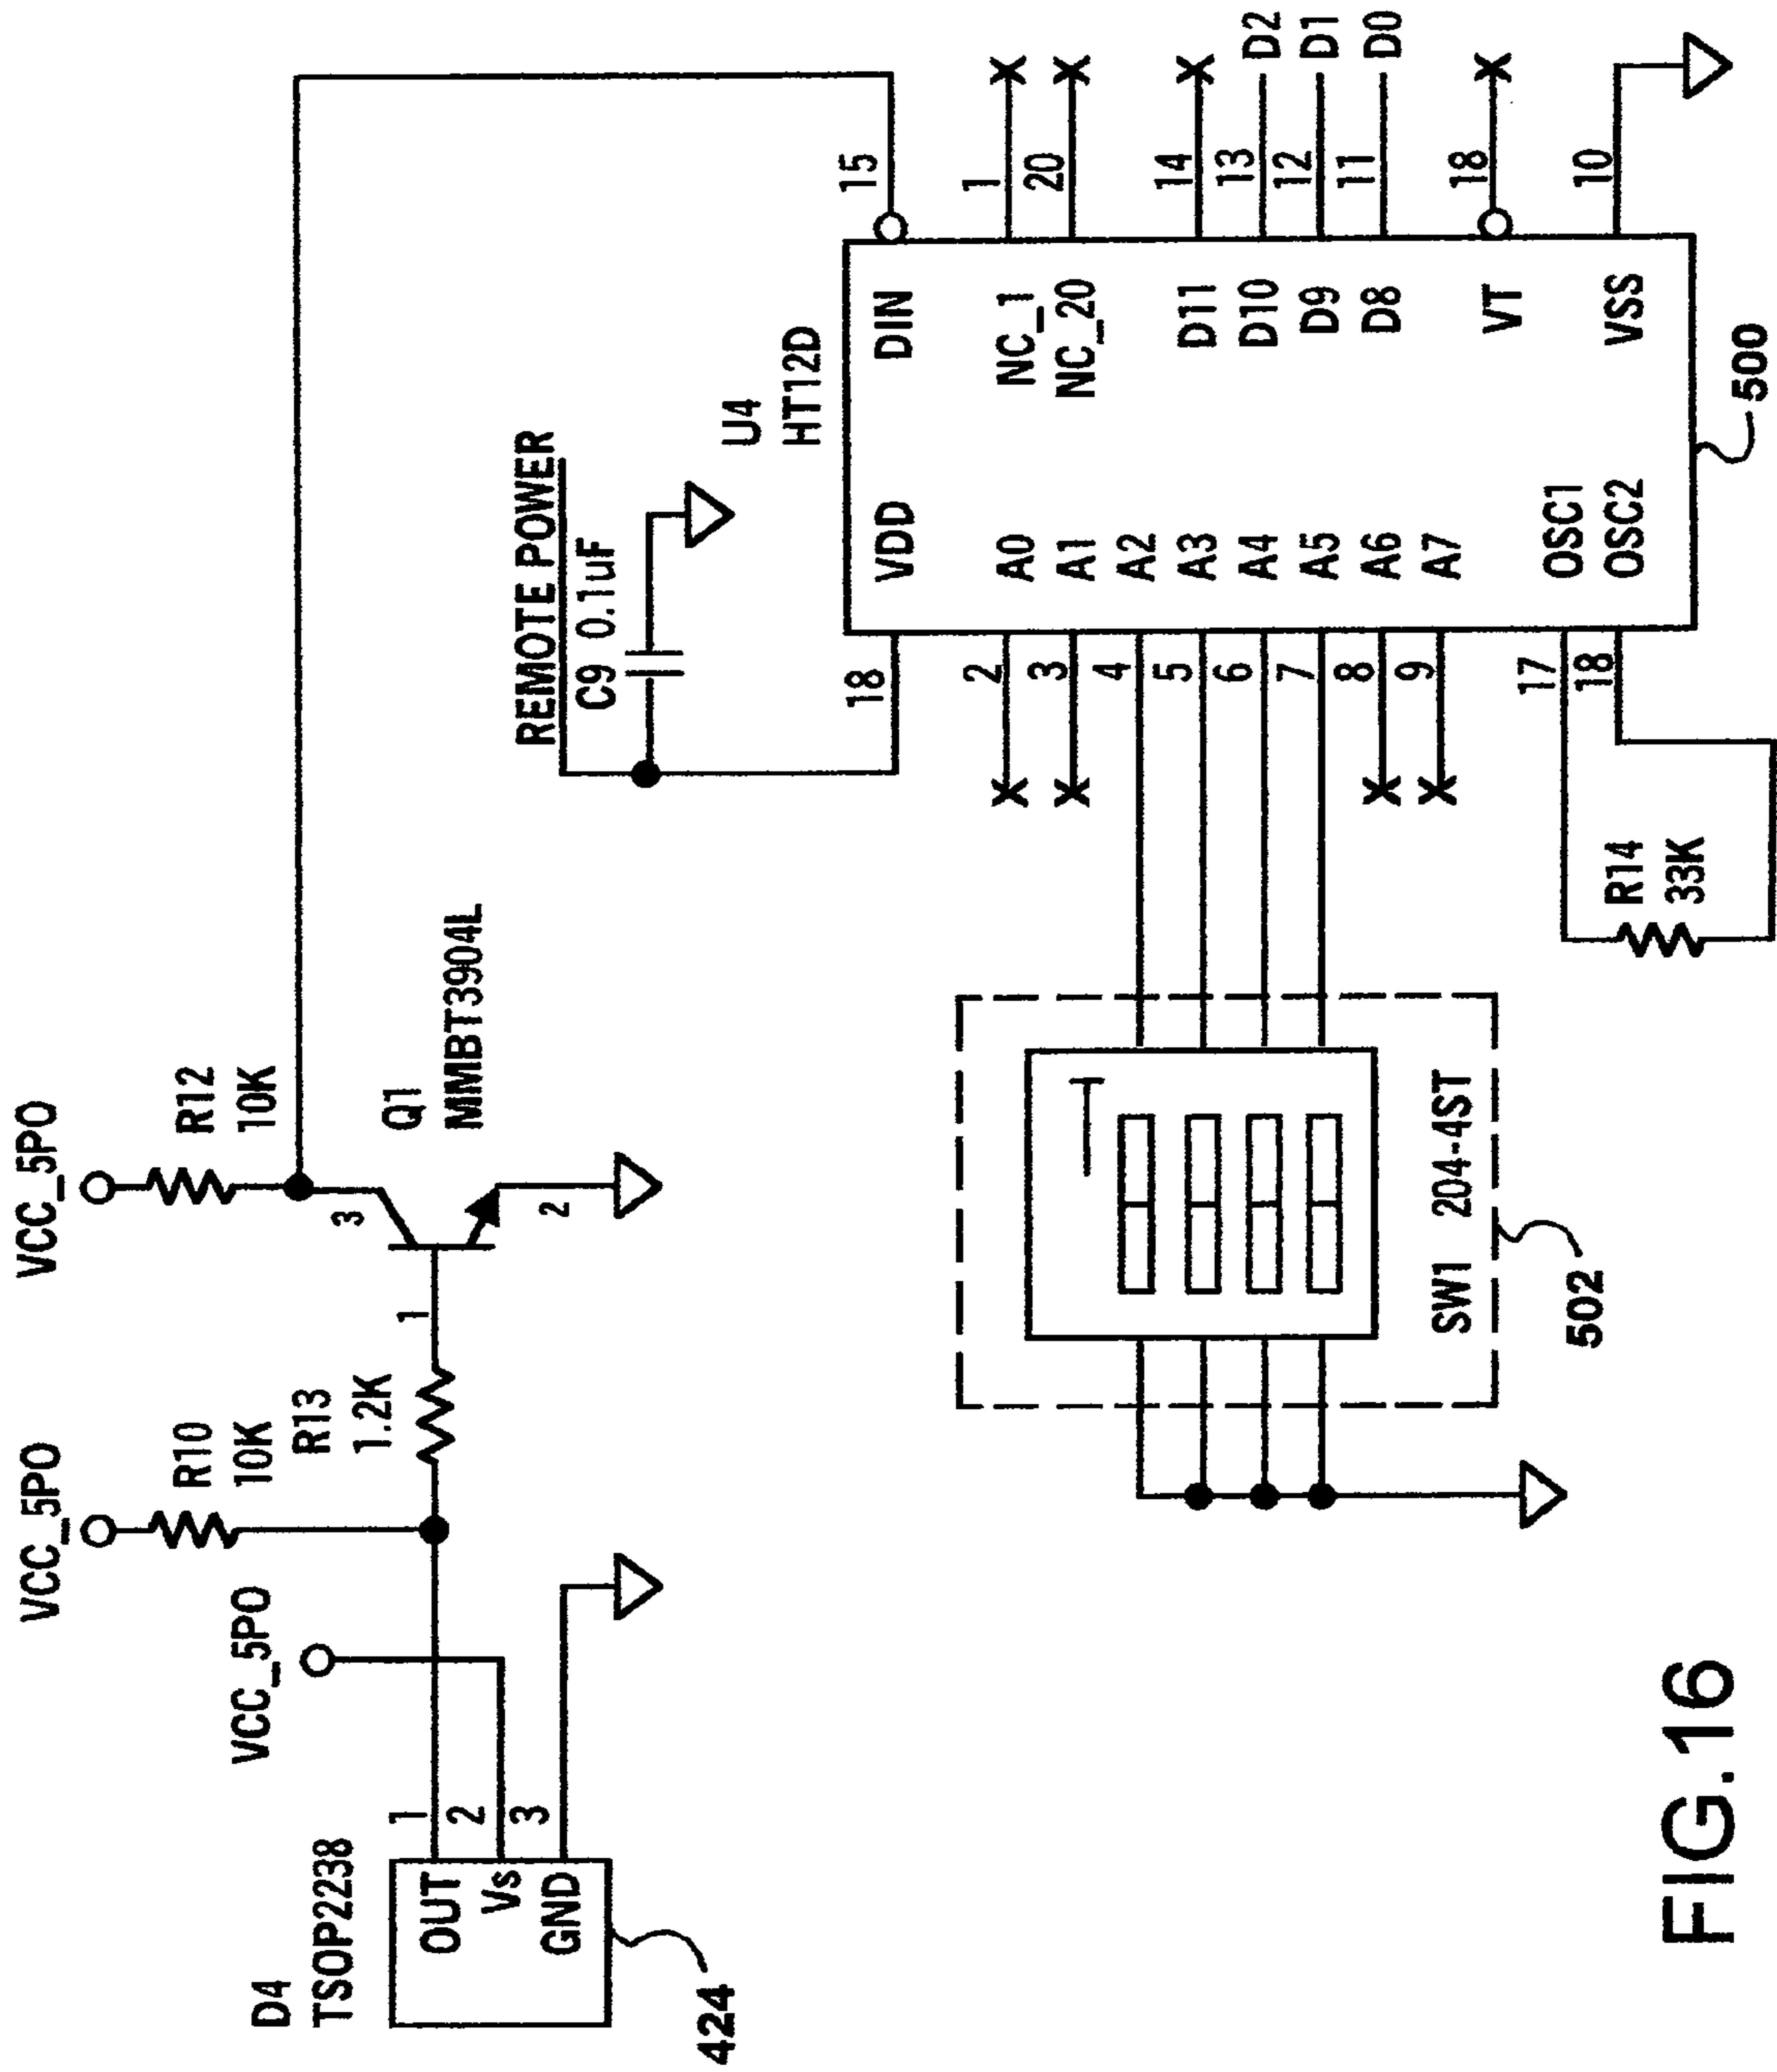 VCC_5PO
VCC_5PO
R12
10K
R10
10K
VCC_5PO
R13
1.2K
1
3
2
Q1
MMBT3904L
D4
TSOP2238
OUT
Vs
GND
1
2
3
424
REMOTE POWER
C9 0.1uF
U4
HT12D
18
VDD
DIN
15
2
A0
NC_1
1
3
A1
NC_20
20
4
A2
5
A3
D11
14
6
A4
D10
13
D2
7
A5
D9
12
D1
8
A6
D8
11
D0
9
A7
VT
18
17
OSC1
18
OSC2
VSS
10
500
R14
33K
SW1 204-4ST
502
FIG.16